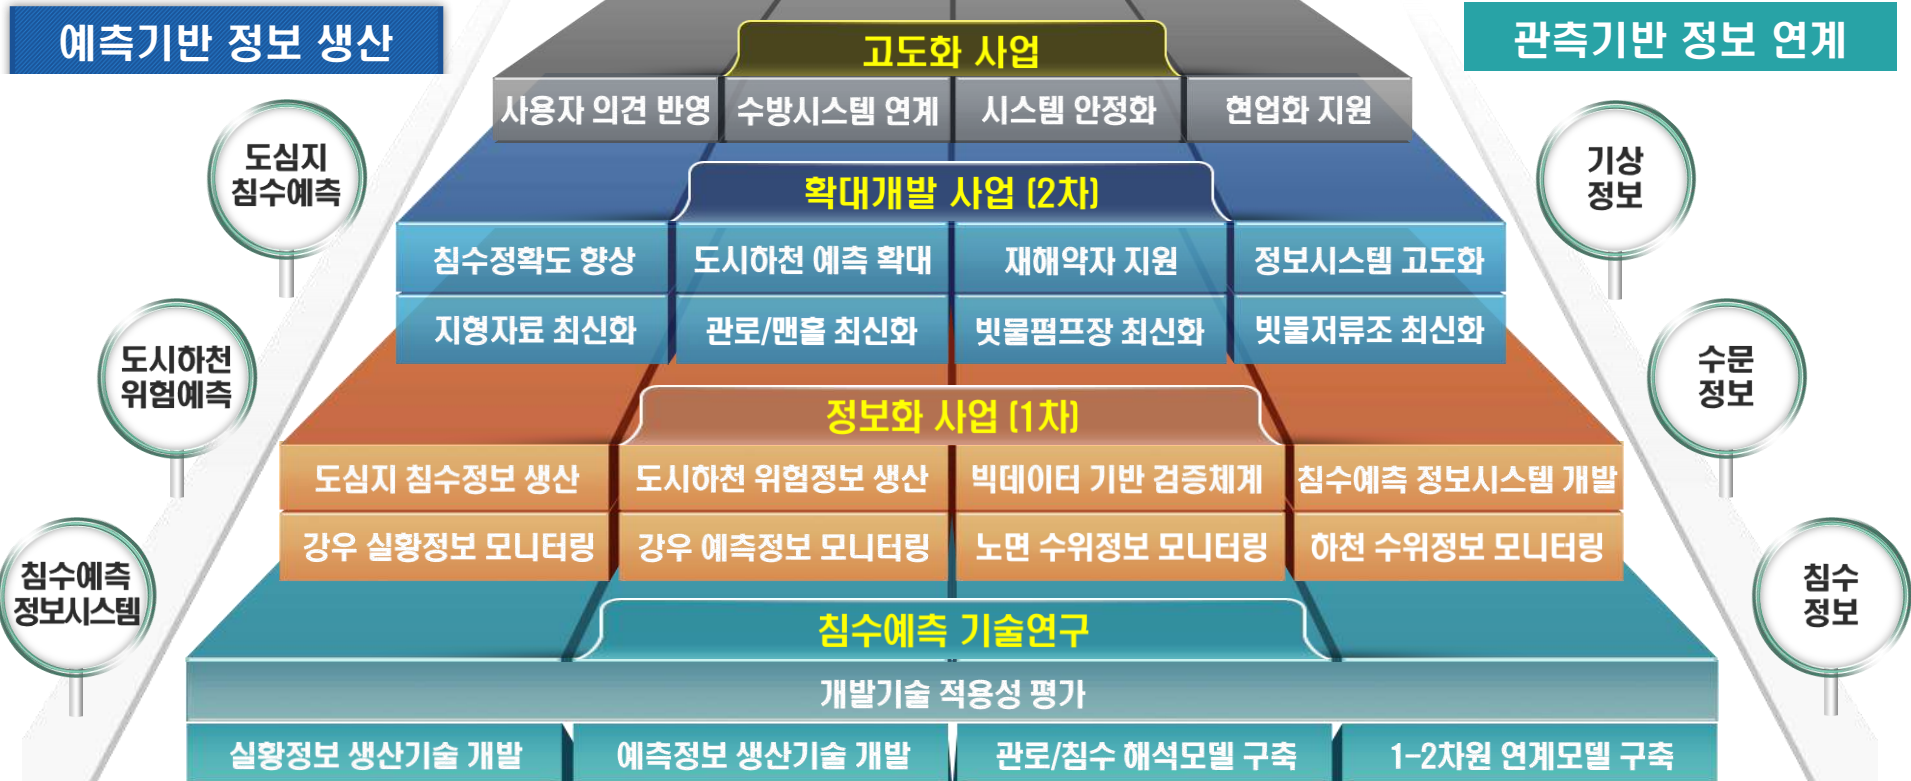 예측기반 정보 생산
관측기반 정보 연계
고도화 사업
사용자 의견 반영
수방시스템 연계
시스템 안정화
현업화 지원
도심지
침수예측
기상
정보
확대개발 사업 (2차)
침수정확도 향상
도시하천 예측 확대
재해약자 지원
정보시스템 고도화
지형자료 최신화
관로/맨홀 최신화
빗물펌프장 최신화
빗물저류조 최신화
도시하천
위험예측
수문
정보
정보화 사업 (1차)
도심지 침수정보 생산
도시하천 위험정보 생산
빅데이터 기반 검증체계
침수예측 정보시스템 개발
강우 실황정보 모니터링
강우 예측정보 모니터링
노면 수위정보 모니터링
하천 수위정보 모니터링
침수예측
정보시스템
침수
정보
침수예측 기술연구
개발기술 적용성 평가
실황정보 생산기술 개발
예측정보 생산기술 개발
관로/침수 해석모델 구축
1-2차원 연계모델 구축